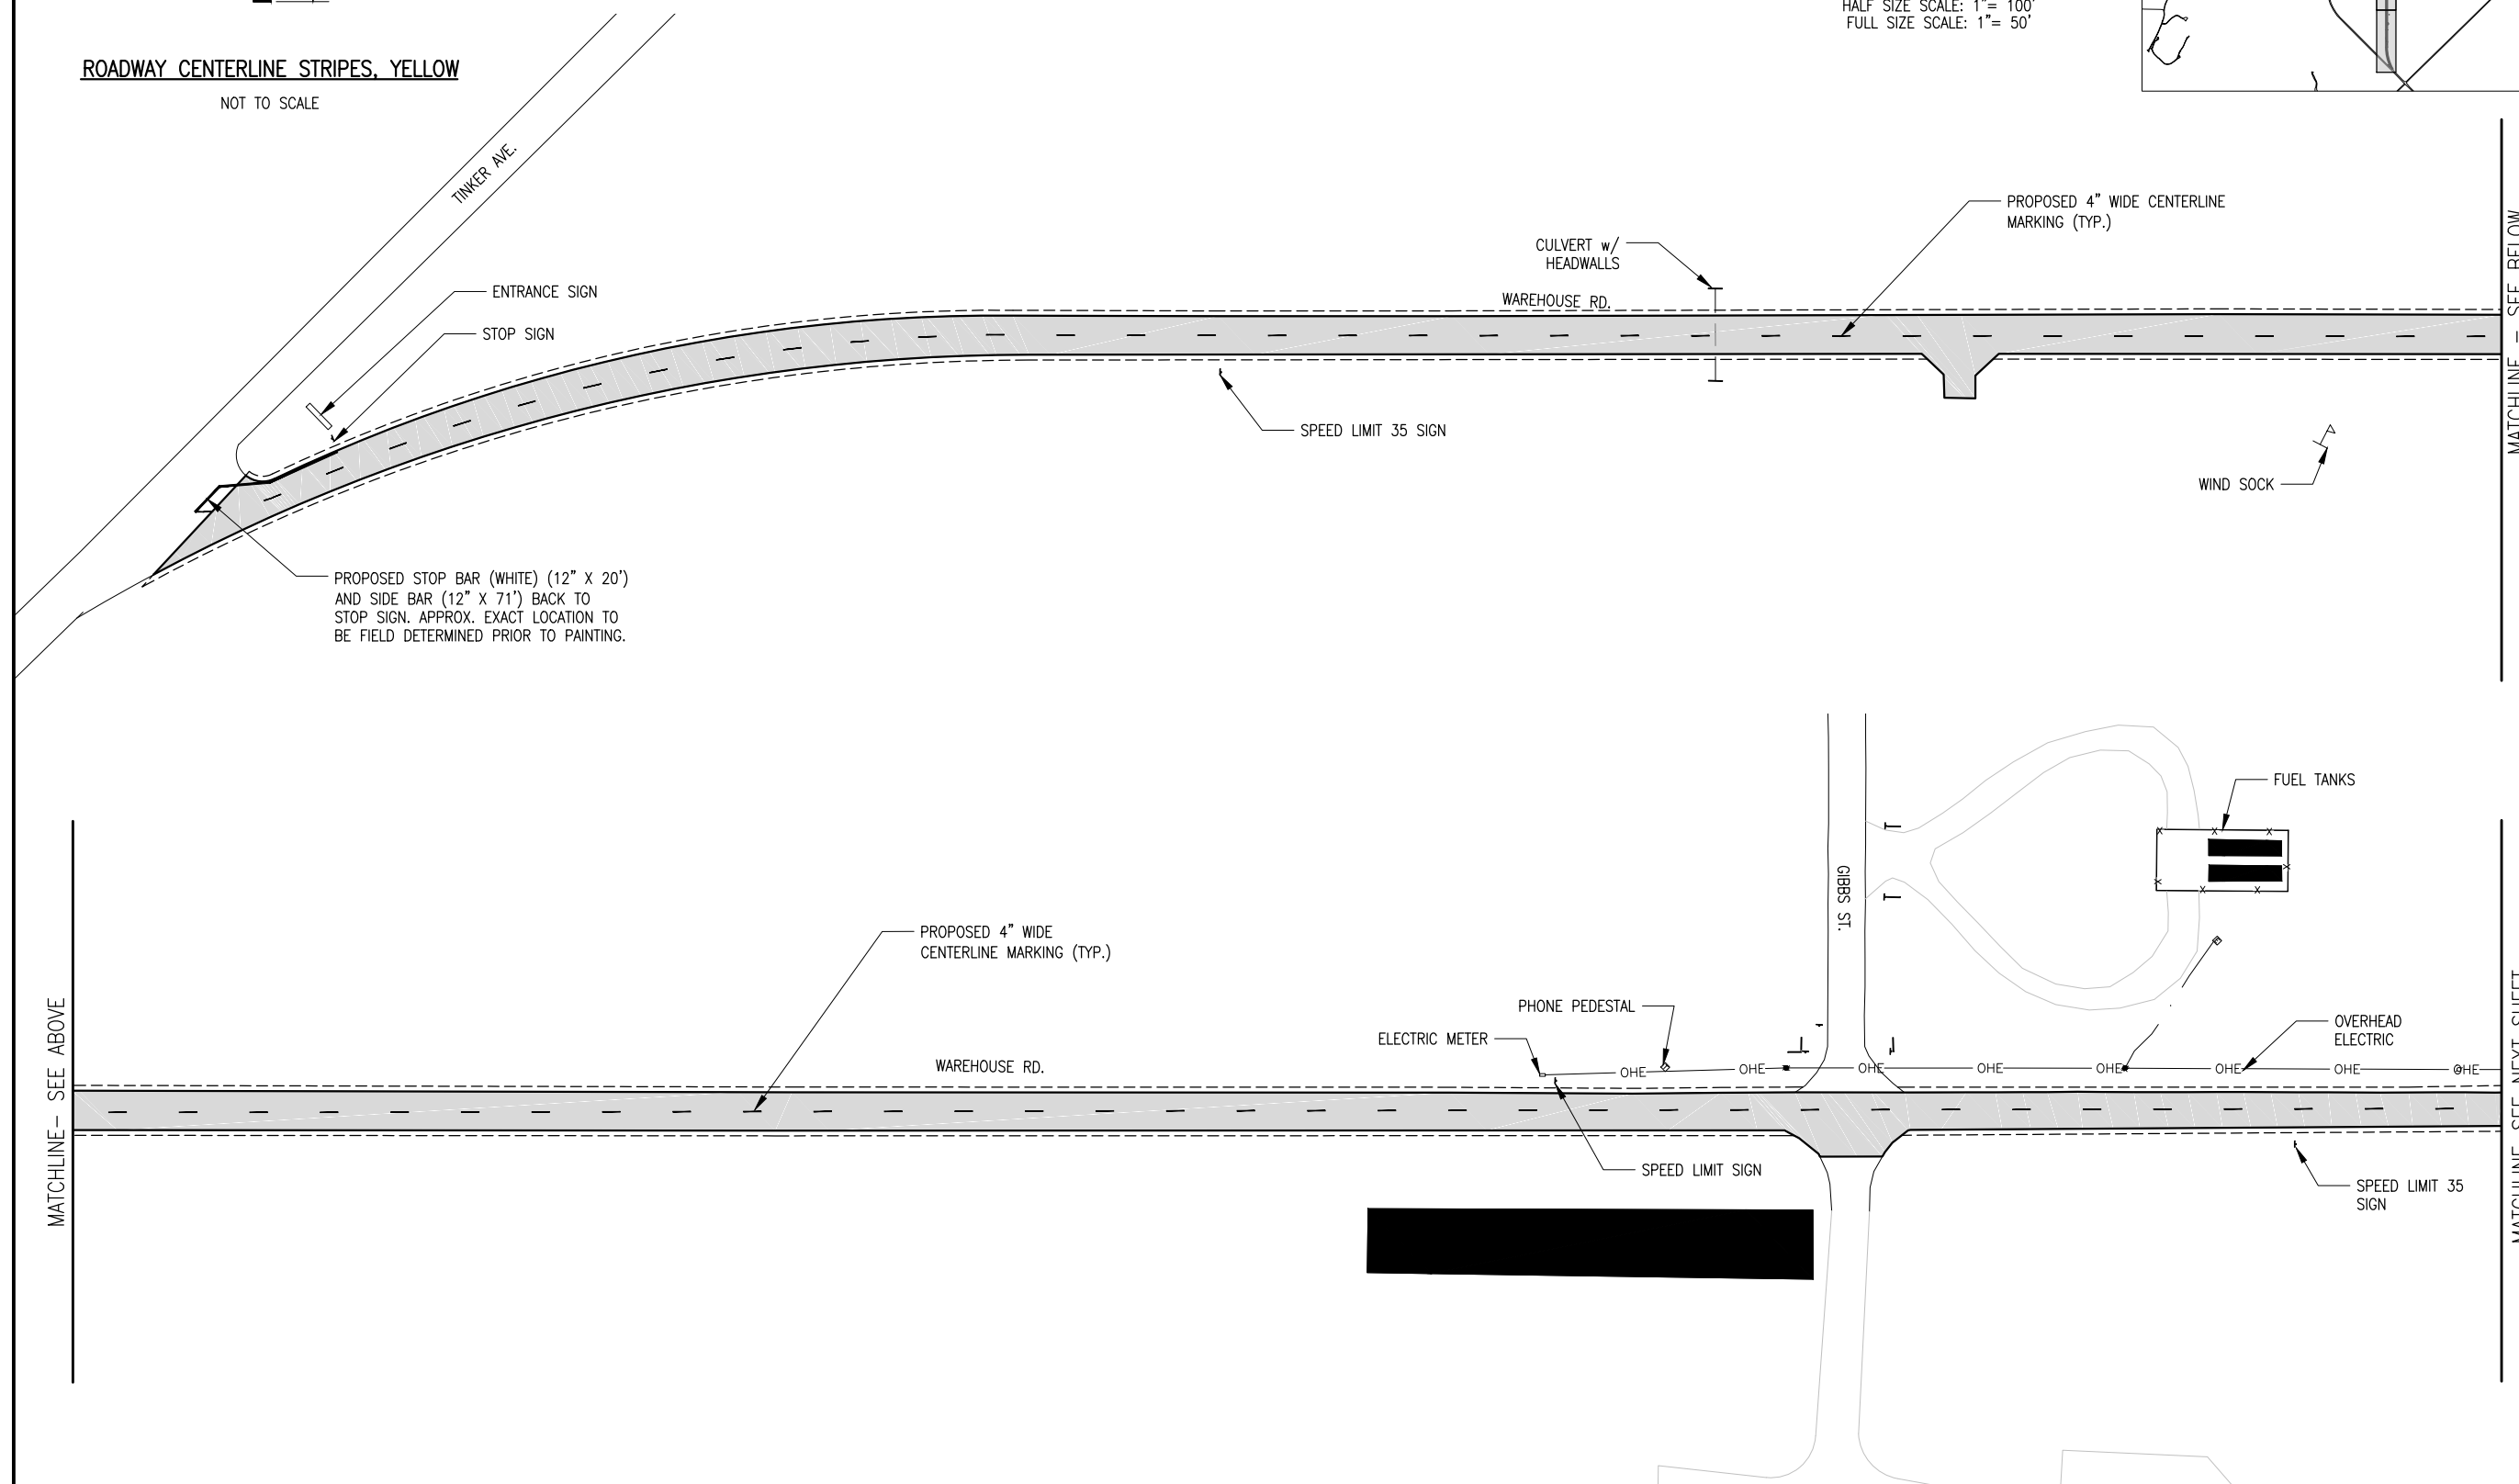 HALF SIZE SCALE: 1"= 100'
FULL SIZE SCALE: 1"= 50'
ROADWAY CENTERLINE STRIPES, YELLOW
NOT TO SCALE
TINKER AVE.
PROPOSED 4" WIDE CENTERLINE
MARKING (TYP.)
CULVERT w/
HEADWALLS
WAREHOUSE RD.
ENTRANCE SIGN
STOP SIGN
SPEED LIMIT 35 SIGN
WIND SOCK
MATCHLINE - SEE BELOW
PROPOSED STOP BAR (WHITE) (12" X 20')
AND SIDE BAR (12" X 71') BACK TO
STOP SIGN. APPROX. EXACT LOCATION TO
BE FIELD DETERMINED PRIOR TO PAINTING.
FUEL TANKS
GIBBS ST.
PROPOSED 4" WIDE
CENTERLINE MARKING (TYP.)
PHONE PEDESTAL
ELECTRIC METER
OVERHEAD
ELECTRIC
MATCHLINE- SEE ABOVE
WAREHOUSE RD.
OHE OHE OHE OHE OHE OHE OHE OHE
SPEED LIMIT SIGN
SPEED LIMIT 35
SIGN
MATCHLINE SEE NEXT SHEET